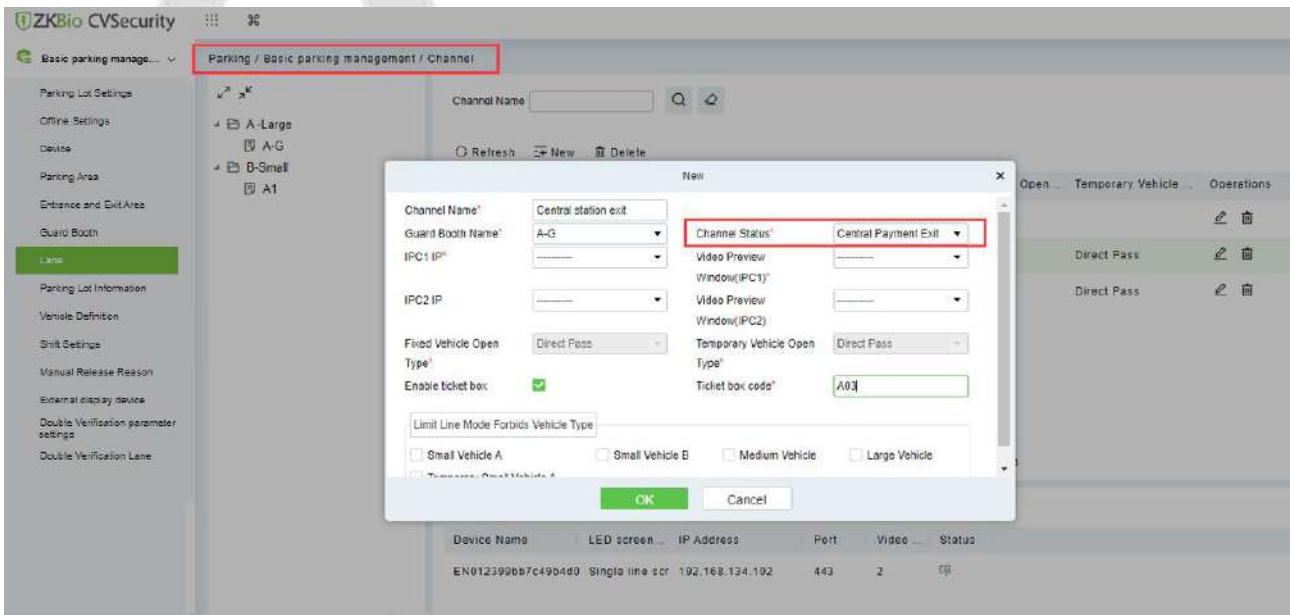 ZKBio CVSecurity
Basic parking manage...
Parking / Basic parking management / Channel
Parking Lot Settings
Offline Settings
Device
Parking Area
Entrance and Exit Area
Guard Booth
Lane
Parking Lot Information
Vehicle Definition
Shift Settings
Manual Release Reason
External display device
Double Verification parameter
settings
Double Verification Lane
A-Large
A-G
B-Small
A1
Channel Name
Refresh New Delete
Open... Temporary Vehicle ... Operations
Direct Pass
Direct Pass
New
Channel Name* Central station exit
Guard Booth Name* A-G Channel Status* Central Payment Exit
IPC1 IP* ---------- Video Preview ----------
Window(IPC1)*
IPC2 IP ---------- Video Preview ----------
Window(IPC2)
Fixed Vehicle Open Direct Pass Temporary Vehicle Open Direct Pass
Type* Type*
Enable ticket box Ticket box code* A03
Limit Line Mode Forbids Vehicle Type
Small Vehicle A Small Vehicle B Medium Vehicle Large Vehicle
Temporary Small Vehicle A
OK Cancel
Device Name LED screen... IP Address Port Video ... Status
Single line scr 192.168.134.102 443 2